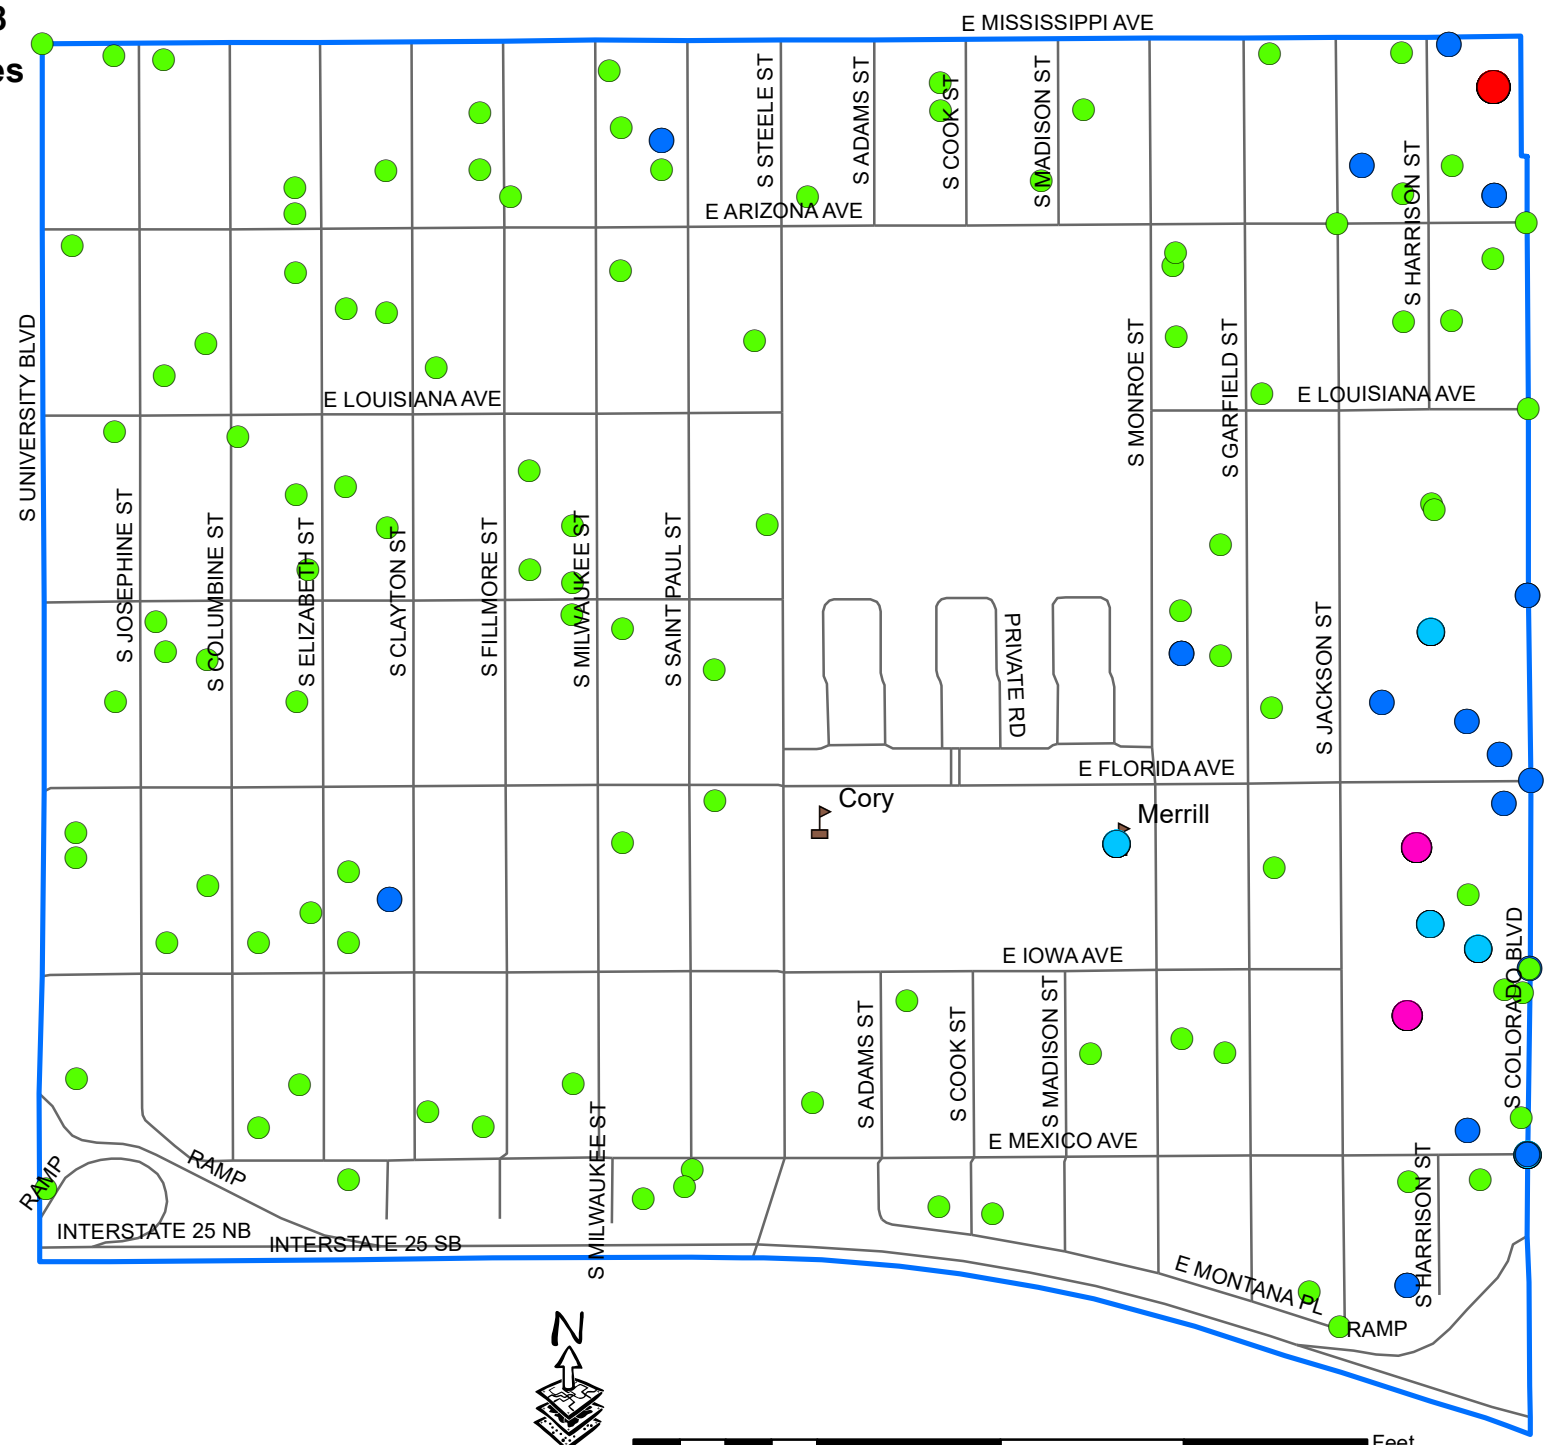 3
es
E MISSISSIPPI AVE
S STEELE ST
S ADAMS ST
S COOK ST
S MADISON ST
S HARRISON ST
E ARIZONA AVE
S UNIVERSITY BLVD
S MONROE ST
S GARFIELD ST
E LOUISIANA AVE
E LOUISIANA AVE
S JOSEPHINE ST
S COLUMBINE ST
S ELIZABETH ST
S CLAYTON ST
S FILLMORE ST
S MILWAUKEE ST
S SAINT PAUL ST
PRIVATE RD
S JACKSON ST
E FLORIDA AVE
Cory
Merrill
E IOWA AVE
S COLORADO BLVD
S ADAMS ST
S COOK ST
S MADISON ST
E MEXICO AVE
RAMP
RAMP
S MILWAUKEE ST
S HARRISON ST
INTERSTATE 25 NB
INTERSTATE 25 SB
E MONTANA PL
RAMP
N
Feet